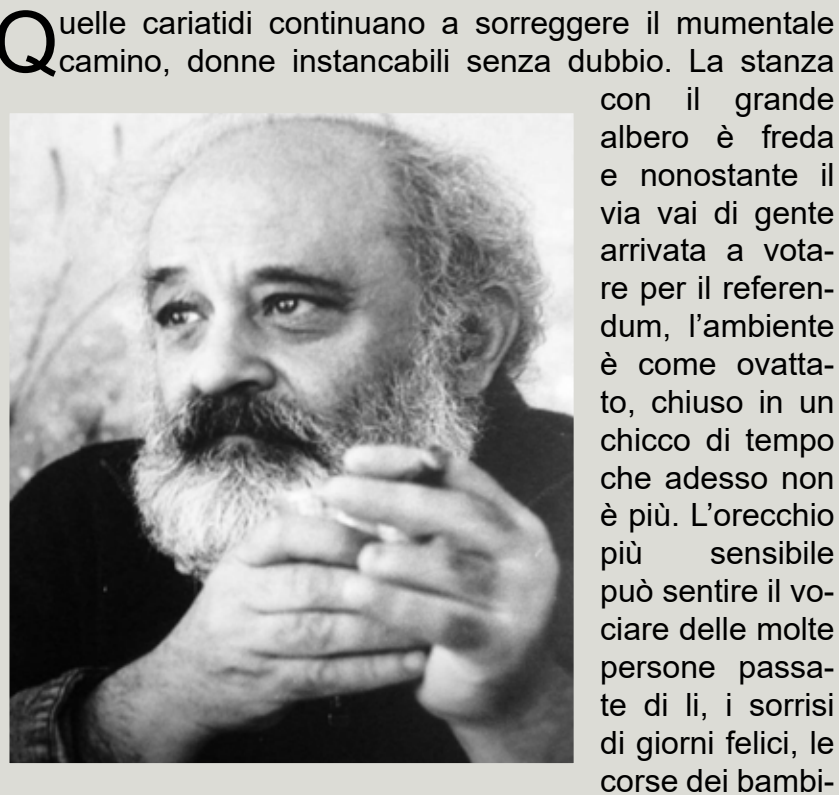 Quelle cariatidi continuano a sorreggere il mumentale
camino, donne instancabili senza dubbio. La stanza
con il grande
albero è freda
e nonostante il
via vai di gente
arrivata a vota-
re per il referen-
dum, l’ambiente
è come ovatta-
to, chiuso in un
chicco di tempo
che adesso non
è più. L’orecchio
più sensibile
può sentire il vo-
ciare delle molte
persone passa-
te di li, i sorrisi
di giorni felici, le
corse dei bambi-